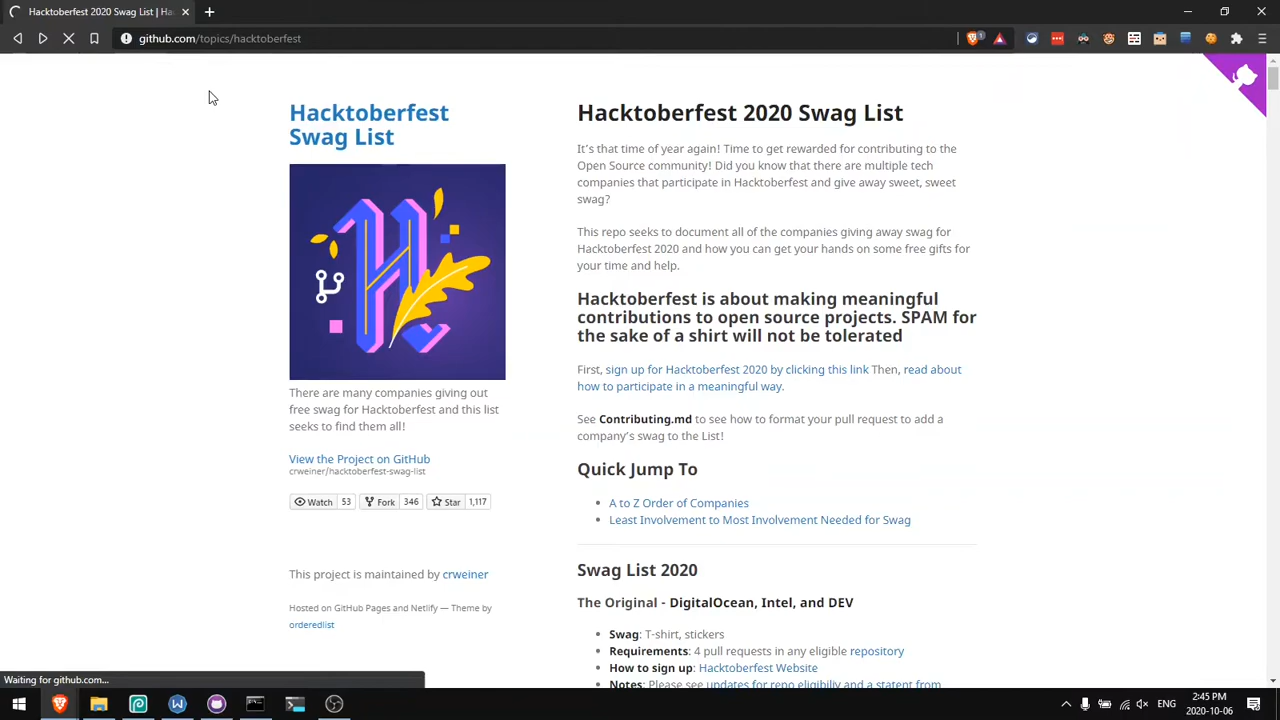 Hacktoberfest 2020 Swag List | Ha
github.com/topics/hacktoberfest
Hacktoberfest
Swag List
There are many companies giving out
free swag for Hacktoberfest and this list
seeks to find them all!
View the Project on GitHub
crweiner/hacktoberfest-swag-list
Watch 53 Fork 346 Star 1,117
This project is maintained by crweiner
Hosted on GitHub Pages and Netlify — Theme by
orderedlist
Hacktoberfest 2020 Swag List
It's that time of year again! Time to get rewarded for contributing to the
Open Source community! Did you know that there are multiple tech
companies that participate in Hacktoberfest and give away sweet, sweet
swag?
This repo seeks to document all of the companies giving away swag for
Hacktoberfest 2020 and how you can get your hands on some free gifts for
your time and help.
Hacktoberfest is about making meaningful
contributions to open source projects. SPAM for
the sake of a shirt will not be tolerated
First, sign up for Hacktoberfest 2020 by clicking this link Then, read about
how to participate in a meaningful way.
See Contributing.md to see how to format your pull request to add a
company's swag to the List!
Quick Jump To
A to Z Order of Companies
Least Involvement to Most Involvement Needed for Swag
Swag List 2020
The Original - DigitalOcean, Intel, and DEV
Swag: T-shirt, stickers
Requirements: 4 pull requests in any eligible repository
How to sign up: Hacktoberfest Website
Notes: Please see updates for repo eligibiliy and a statent from
Waiting for github.com...
ENG
2:45 PM
2020-10-06